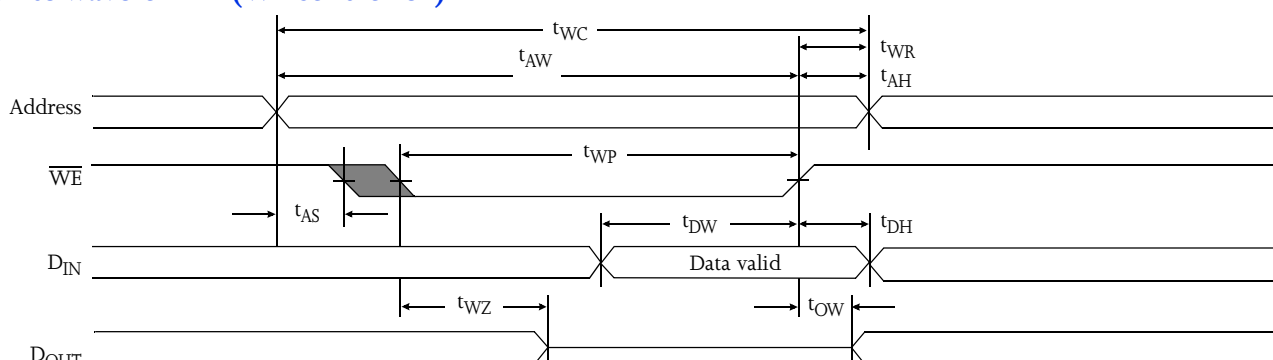 tWC
tWR
tAW
tAH
Address
WE
tWP
tAS
tDW
tDH
DIN
Data valid
tWZ
tOW
DOUT